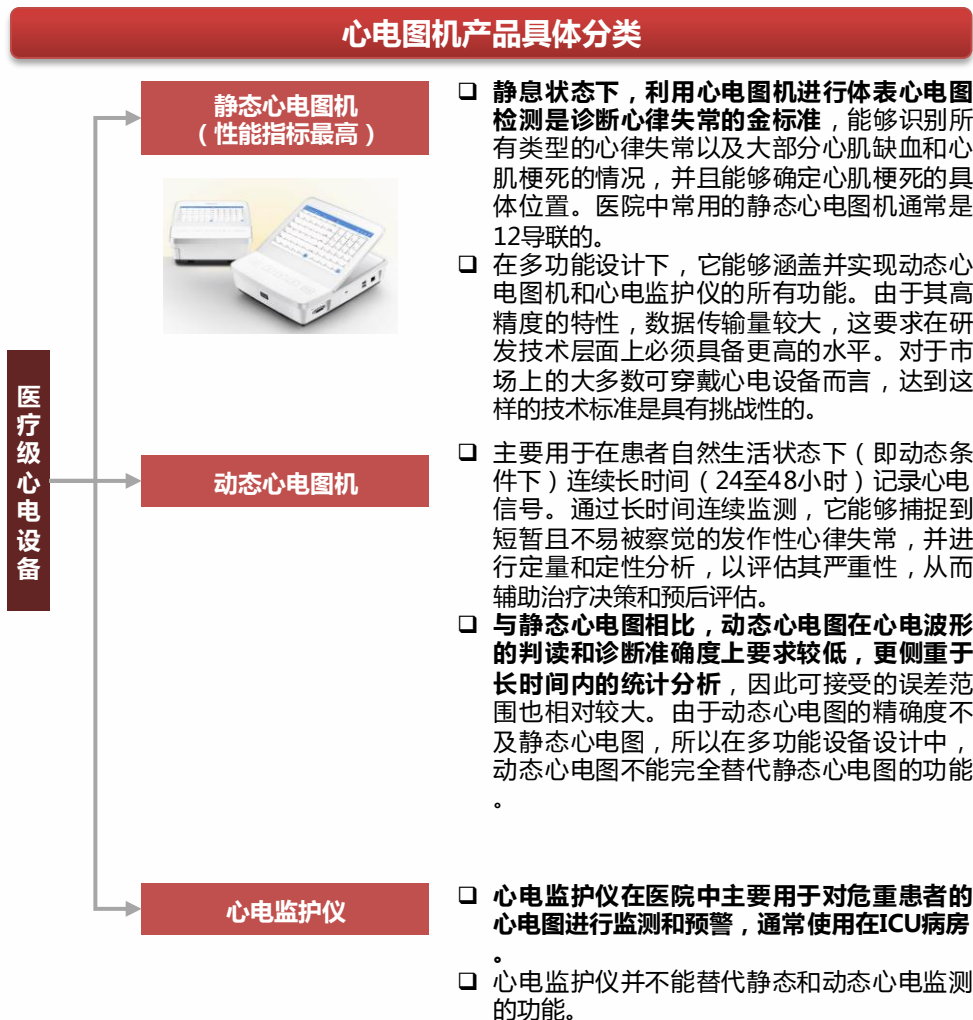 心电图机产品具体分类
医疗级心电设备
静态心电图机
（性能指标最高）
❑ 静息状态下，利用心电图机进行体表心电图
检测是诊断心律失常的金标准，能够识别所
有类型的心律失常以及大部分心肌缺血和心
肌梗死的情况，并且能够确定心肌梗死的具
体位置。医院中常用的静态心电图机通常是
12导联的。
❑ 在多功能设计下，它能够涵盖并实现动态心
电图机和心电监护仪的所有功能。由于其高
精度的特性，数据传输量较大，这要求在研
发技术层面上必须具备更高的水平。对于市
场上的大多数可穿戴心电设备而言，达到这
样的技术标准是具有挑战性的。
动态心电图机
❑ 主要用于在患者自然生活状态下（即动态条
件下）连续长时间（24至48小时）记录心电
信号。通过长时间连续监测，它能够捕捉到
短暂且不易被察觉的发作性心律失常，并进
行定量和定性分析，以评估其严重性，从而
辅助治疗决策和预后评估。
❑ 与静态心电图相比，动态心电图在心电波形
的判读和诊断准确度上要求较低，更侧重于
长时间内的统计分析，因此可接受的误差范
围也相对较大。由于动态心电图的精确度不
及静态心电图，所以在多功能设备设计中，
动态心电图不能完全替代静态心电图的功能
。
心电监护仪
❑ 心电监护仪在医院中主要用于对危重患者的
心电图进行监测和预警，通常使用在ICU病房
。
❑ 心电监护仪并不能替代静态和动态心电监测
的功能。